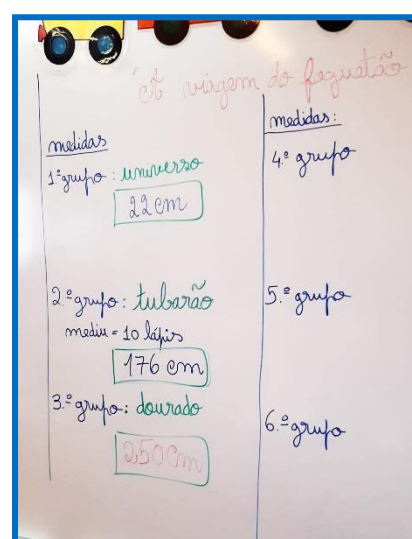 A viagem do foguetão
medidas
1.º grupo: universo
22 cm
2.º grupo: tubarão
mediu = 10 lápis
176 cm
3.º grupo: dourado
250 cm
medidas:
4.º grupo
5.º grupo
6.º grupo